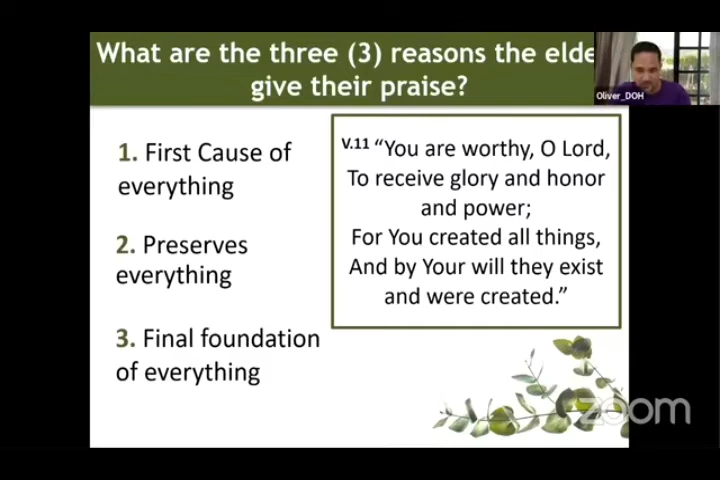 What are the three (3) reasons the elde
give their praise?
Oliver_DOH
1. First Cause of
everything
2. Preserves
everything
3. Final foundation
of everything
V.11 “You are worthy, O Lord,
To receive glory and honor
and power;
For You created all things,
And by Your will they exist
and were created.”
zoom